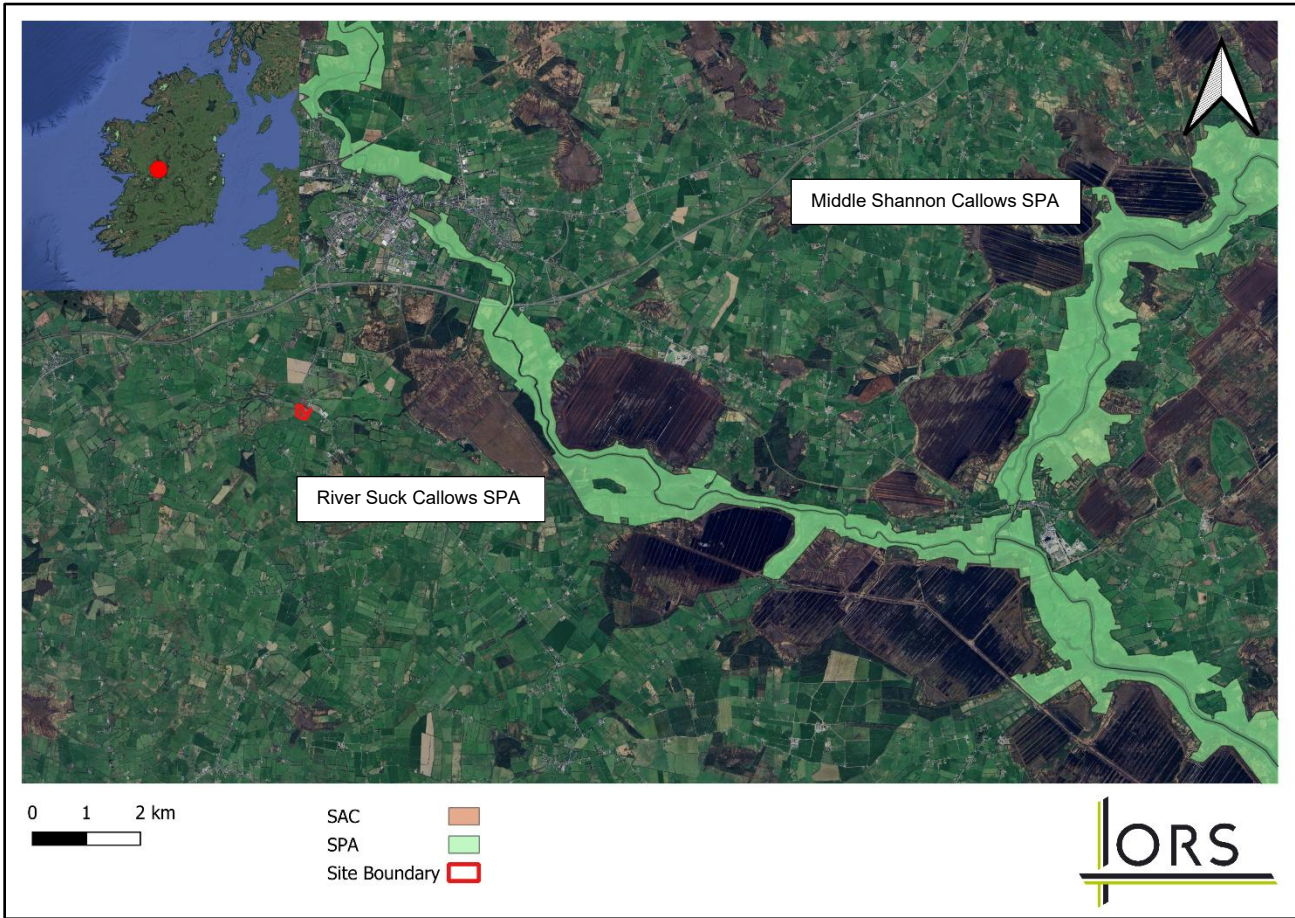 Middle Shannon Callows SPA
River Suck Callows SPA
0 1 2 km
SAC
SPA
Site Boundary
ORS